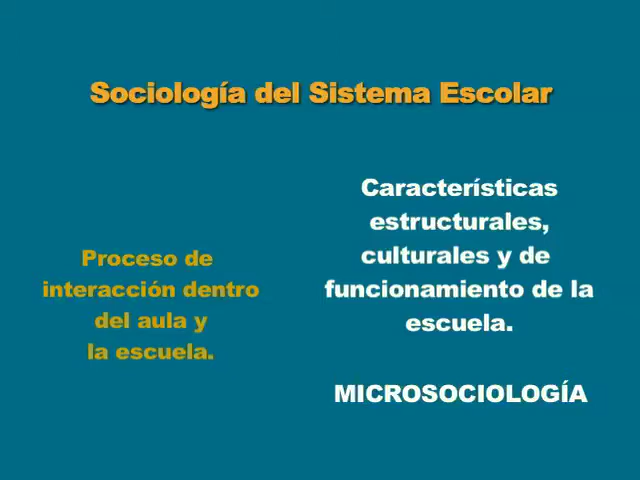 Sociología del Sistema Escolar
Proceso de
interacción dentro
del aula y
la escuela.
Características
estructurales,
culturales y de
funcionamiento de la
escuela.
MICROSOCIOLOGÍA